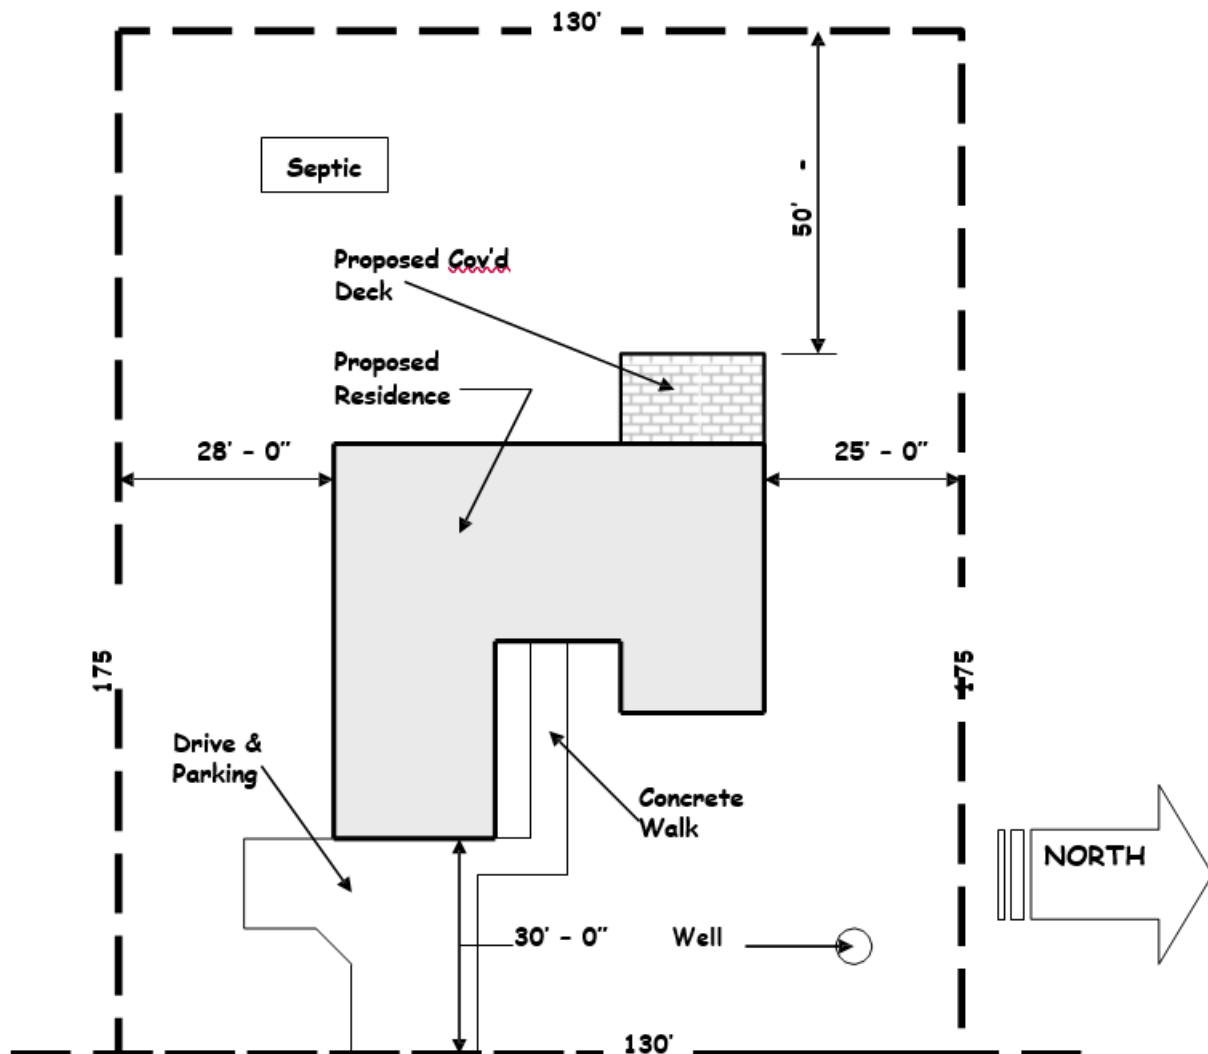 130'
Septic
50' -
Proposed Cov'd
Deck
Proposed
Residence
28' - 0"
25' - 0"
175
175
Drive &
Parking
Concrete
Walk
NORTH
30' - 0"
Well
130'